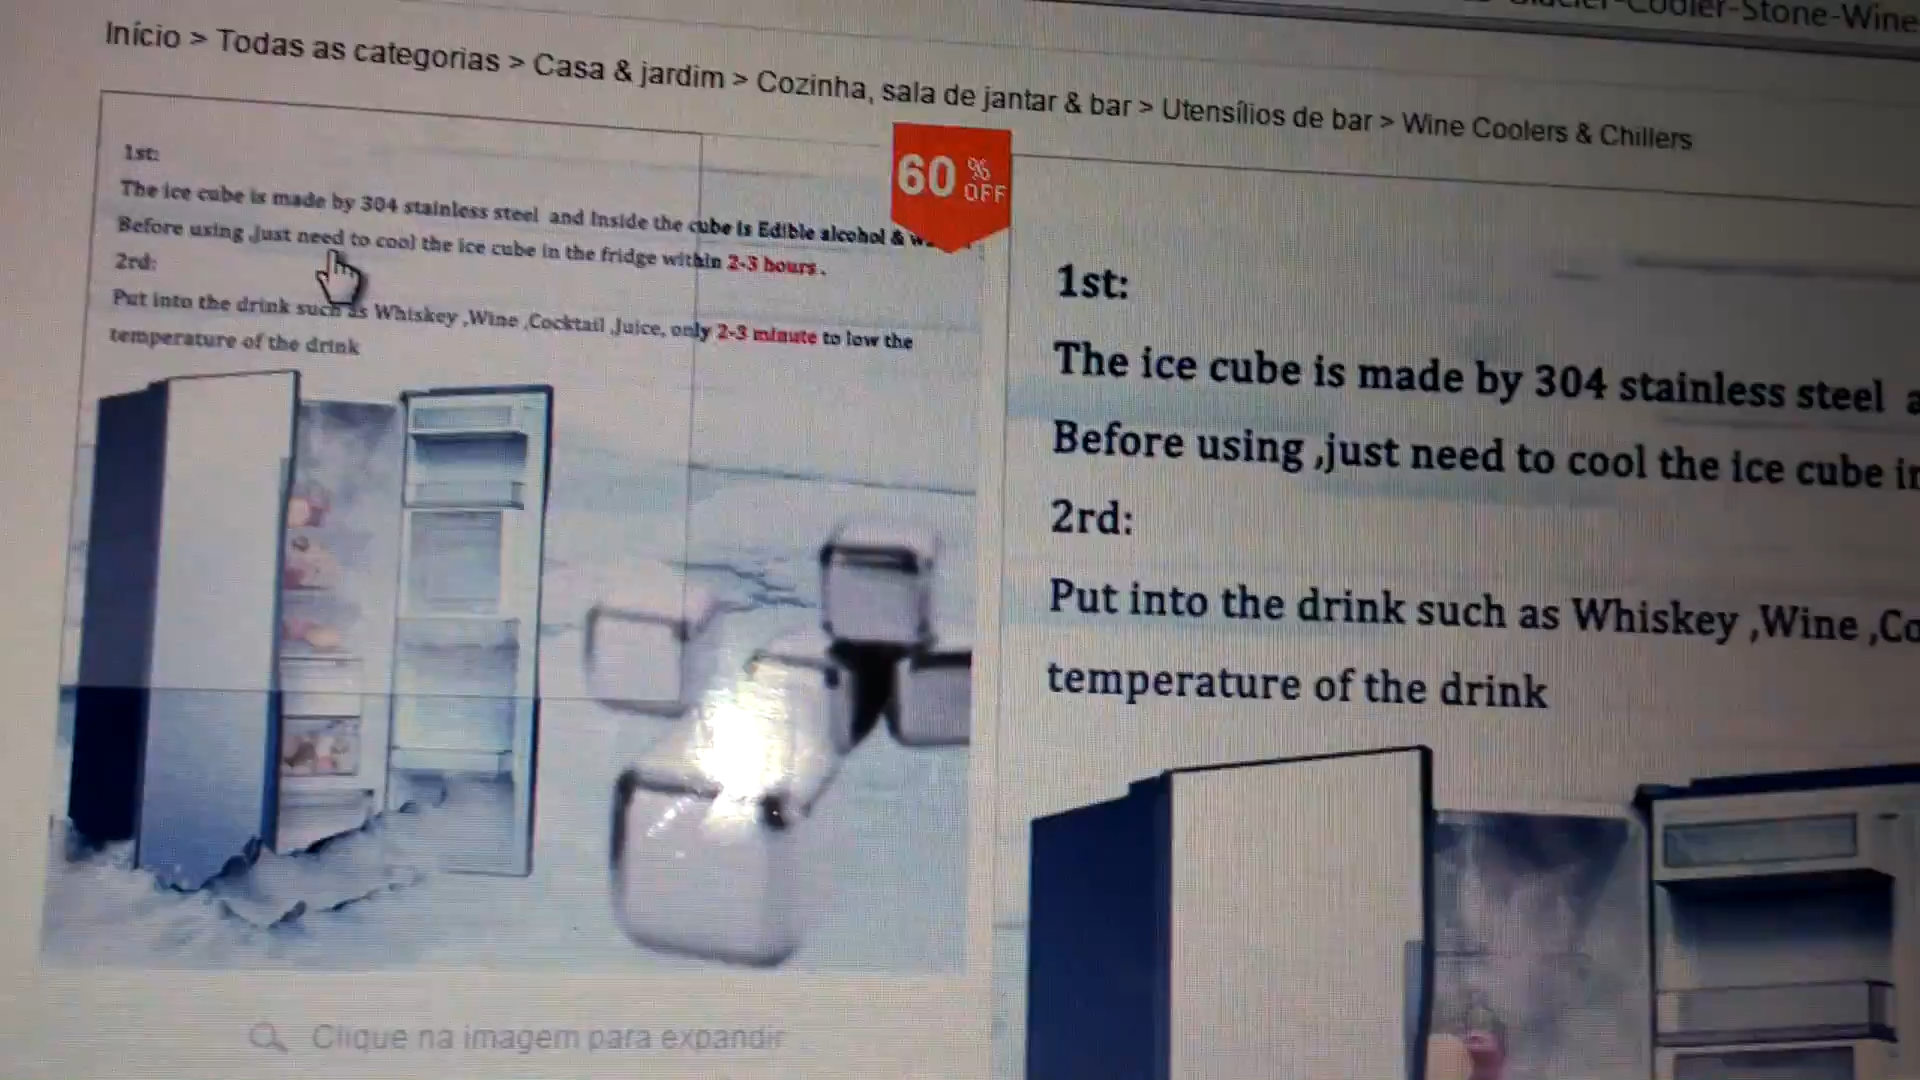 -Cooler-Stone-Wine
Início > Todas as categorias > Casa & jardim > Cozinha, sala de jantar & bar > Utensílios de bar > Wine Coolers & Chillers
60 % OFF
1st:
The ice cube is made by 304 stainless steel and Inside the cube is Edible alcohol &
Before using ,just need to cool the ice cube in the fridge within 2-3 hours .
2rd:
Put into the drink such as Whiskey ,Wine ,Cocktail ,Juice, only 2-3 minute to low the
temperature of the drink
Clique na imagem para expandir
1st:
The ice cube is made by 304 stainless steel
Before using ,just need to cool the ice cube
2rd:
Put into the drink such as Whiskey ,Wine ,Co
temperature of the drink